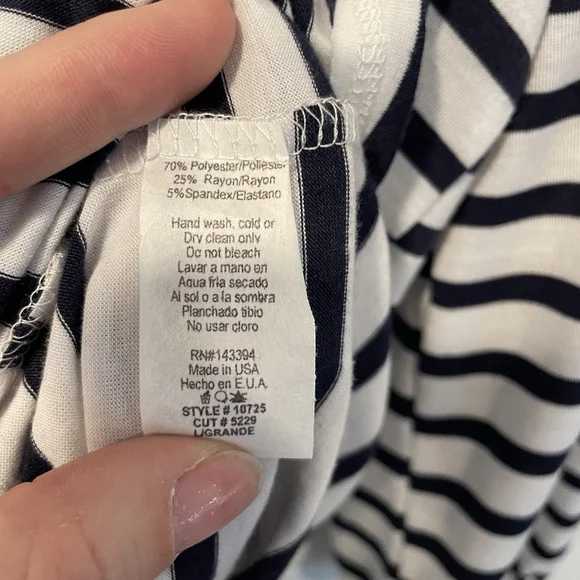 70% Polyester/Poliester
25% Rayon/Rayon
5%Spandex/Elastano
Hand wash, cold or
Dry clean only
Do not bleach
Lavar a mano en
Agua fria secado
Al sol o a la sombra
Planchado tibio
No usar cloro
RN#143394
Made in USA
Hecho en E.U.A.
STYLE # 18725
CUT # 5229
L/GRANDE